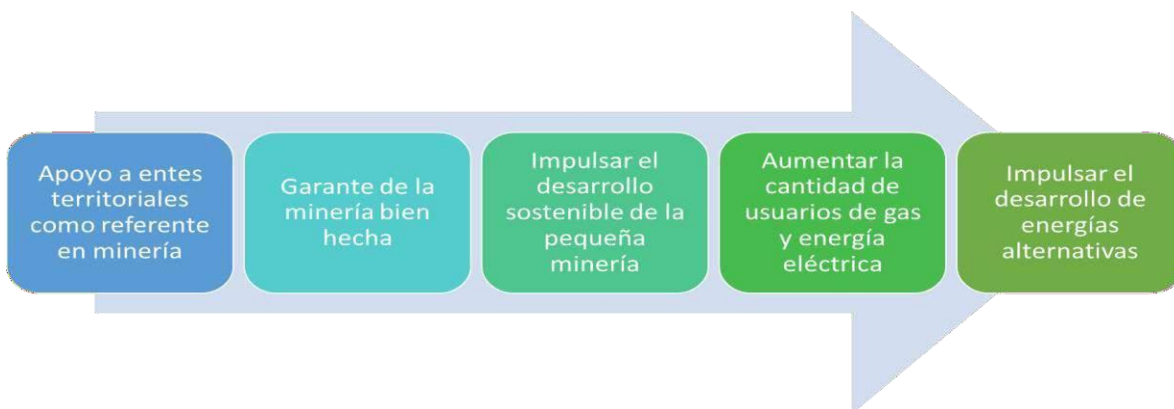 Apoyo a entes
territoriales
como referente
en minería
Garante de la
minería bien
hecha
Impulsar el
desarrollo
sostenible de la
pequeña
minería
Aumentar la
cantidad de
usuarios de gas
y energía
eléctrica
Impulsar el
desarrollo de
energías
alternativas